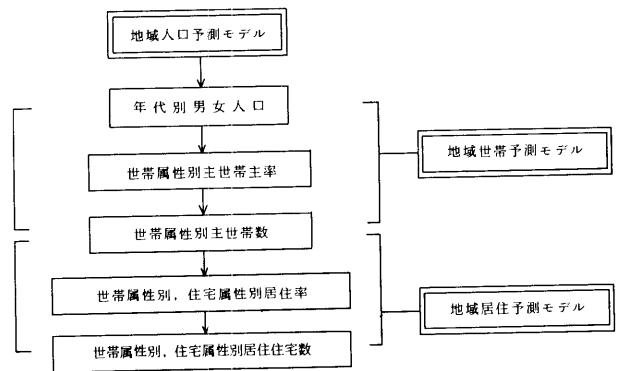 地域人口予測モデル
年代別男女人口
地域世帯予測モデル
世帯属性別主世帯主率
世帯属性別主世帯数
世帯属性別，住宅属性別居住率
地域居住予測モデル
世帯属性別，住宅属性別居住住宅数